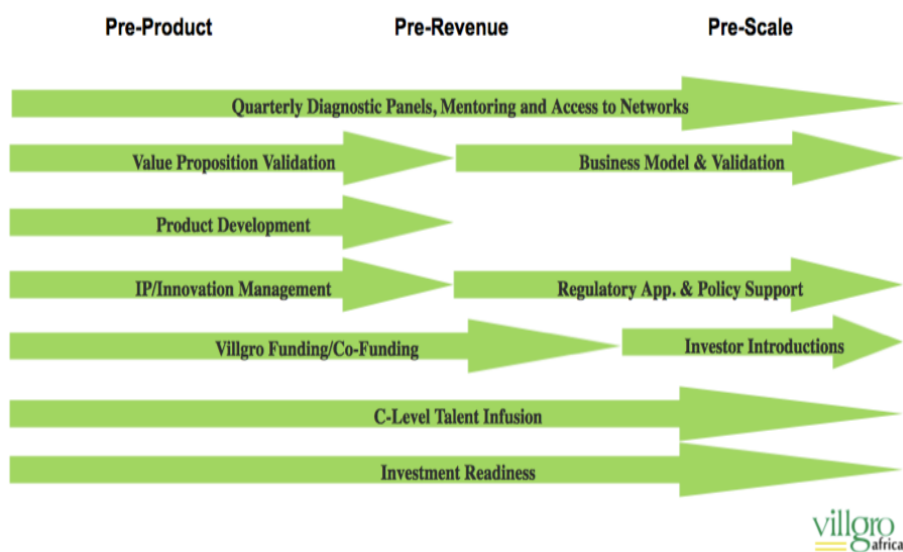 Pre-Product Pre-Revenue Pre-Scale
Quarterly Diagnostic Panels, Mentoring and Access to Networks
Value Proposition Validation Business Model & Validation
Product Development
IP/Innovation Management Regulatory App. & Policy Support
Villgro Funding/Co-Funding Investor Introductions
C-Level Talent Infusion
Investment Readiness
villgro
africa